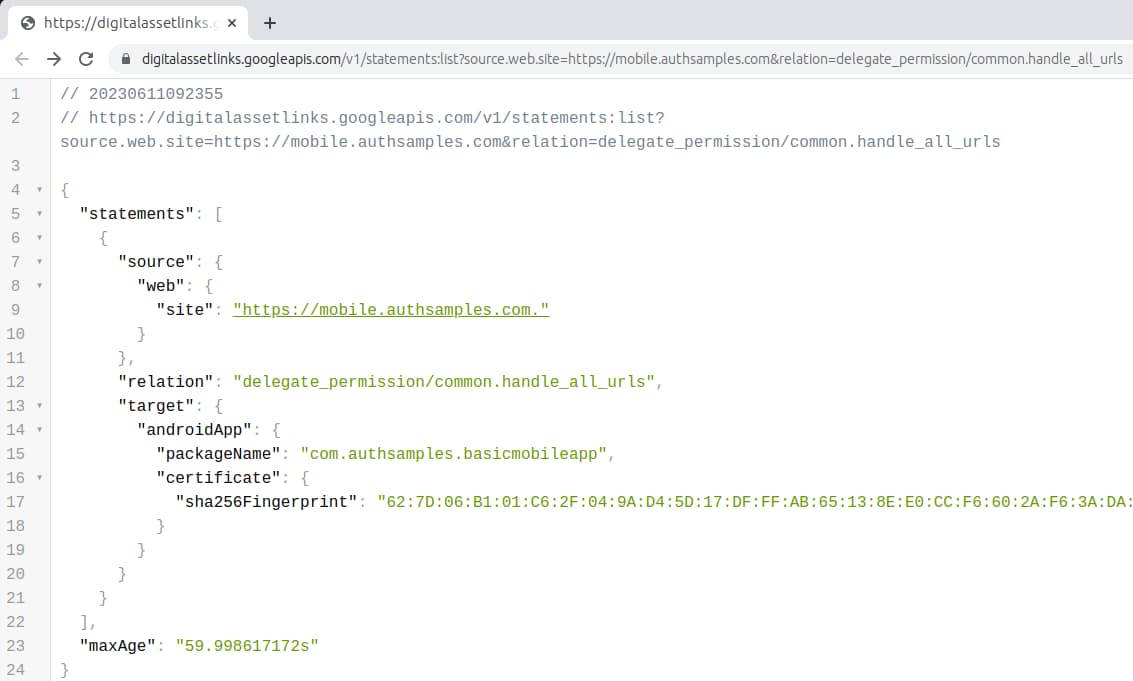 https://digitalassetlinks.g
digitalassetlinks.googleapis.com/v1/statements:list?source.web.site=https://mobile.authsamples.com&relation=delegate_permission/common.handle_all_urls
1 // 20230611092355
2 // https://digitalassetlinks.googleapis.com/v1/statements:list?
source.web.site=https://mobile.authsamples.com&relation=delegate_permission/common.handle_all_urls
3
4 {
5 "statements": [
6 {
7 "source": {
8 "web": {
9 "site": "https://mobile.authsamples.com."
10 }
11 },
12 "relation": "delegate_permission/common.handle_all_urls",
13 "target": {
14 "androidApp": {
15 "packageName": "com.authsamples.basicmobileapp",
16 "certificate": {
17 "sha256Fingerprint": "62:7D:06:B1:01:C6:2F:04:9A:D4:5D:17:DF:FF:AB:65:13:8E:E0:CC:F6:60:2A:F6:3A:DA:
18 }
19 }
20 }
21 }
22 ],
23 "maxAge": "59.998617172s"
24 }